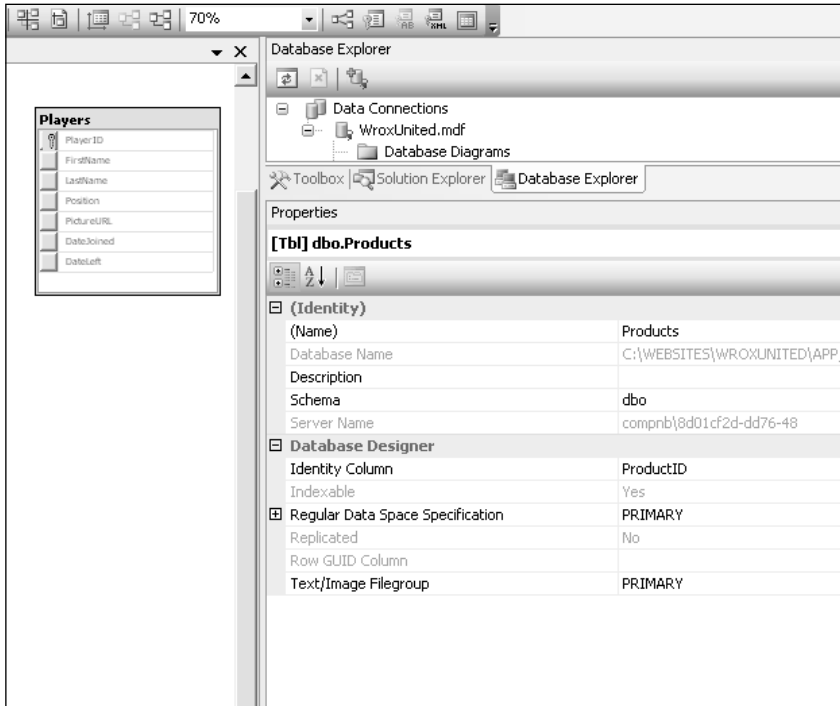 70%
Database Explorer
Data Connections
WroxUnited.mdf
Database Diagrams
Toolbox
Solution Explorer
Database Explorer
Players
PlayerID
FirstName
LastName
Position
PictureURL
DateJoined
DateLeft
Properties
[Tbl] dbo.Products
(Identity)
(Name) Products
Database Name C:\WEBSITES\WROXUNITED\APP_
Description
Schema dbo
Server Name compnb\8d01cf2d-dd76-48
Database Designer
Identity Column ProductID
Indexable Yes
Regular Data Space Specification PRIMARY
Replicated No
Row GUID Column
Text/Image Filegroup PRIMARY